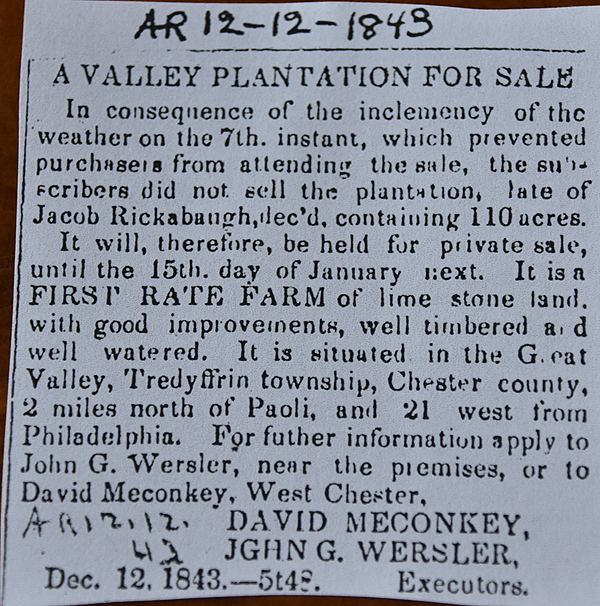 AR 12-12-1843
A VALLEY PLANTATION FOR SALE
In consequence of the inclemency of the
weather on the 7th. instant, which prevented
purchasers from attending the sale, the sub-
scribers did not sell the plantation, late of
Jacob Rickabaugh, dec'd, containing 110 acres.
It will, therefore, be held for private sale,
until the 15th. day of January next. It is a
FIRST RATE FARM of lime stone land,
with good improvements, well timbered and
well watered. It is situated in the Great
Valley, Tredyffrin township, Chester county,
2 miles north of Paoli, and 21 west from
Philadelphia. For futher information apply to
John G. Wersler, near the premises, or to
David Meconkey, West Chester,
AR 12.12. DAVID MECONKEY,
JOHN G. WERSLER,
Dec. 12, 1843.—5t48. Executors.